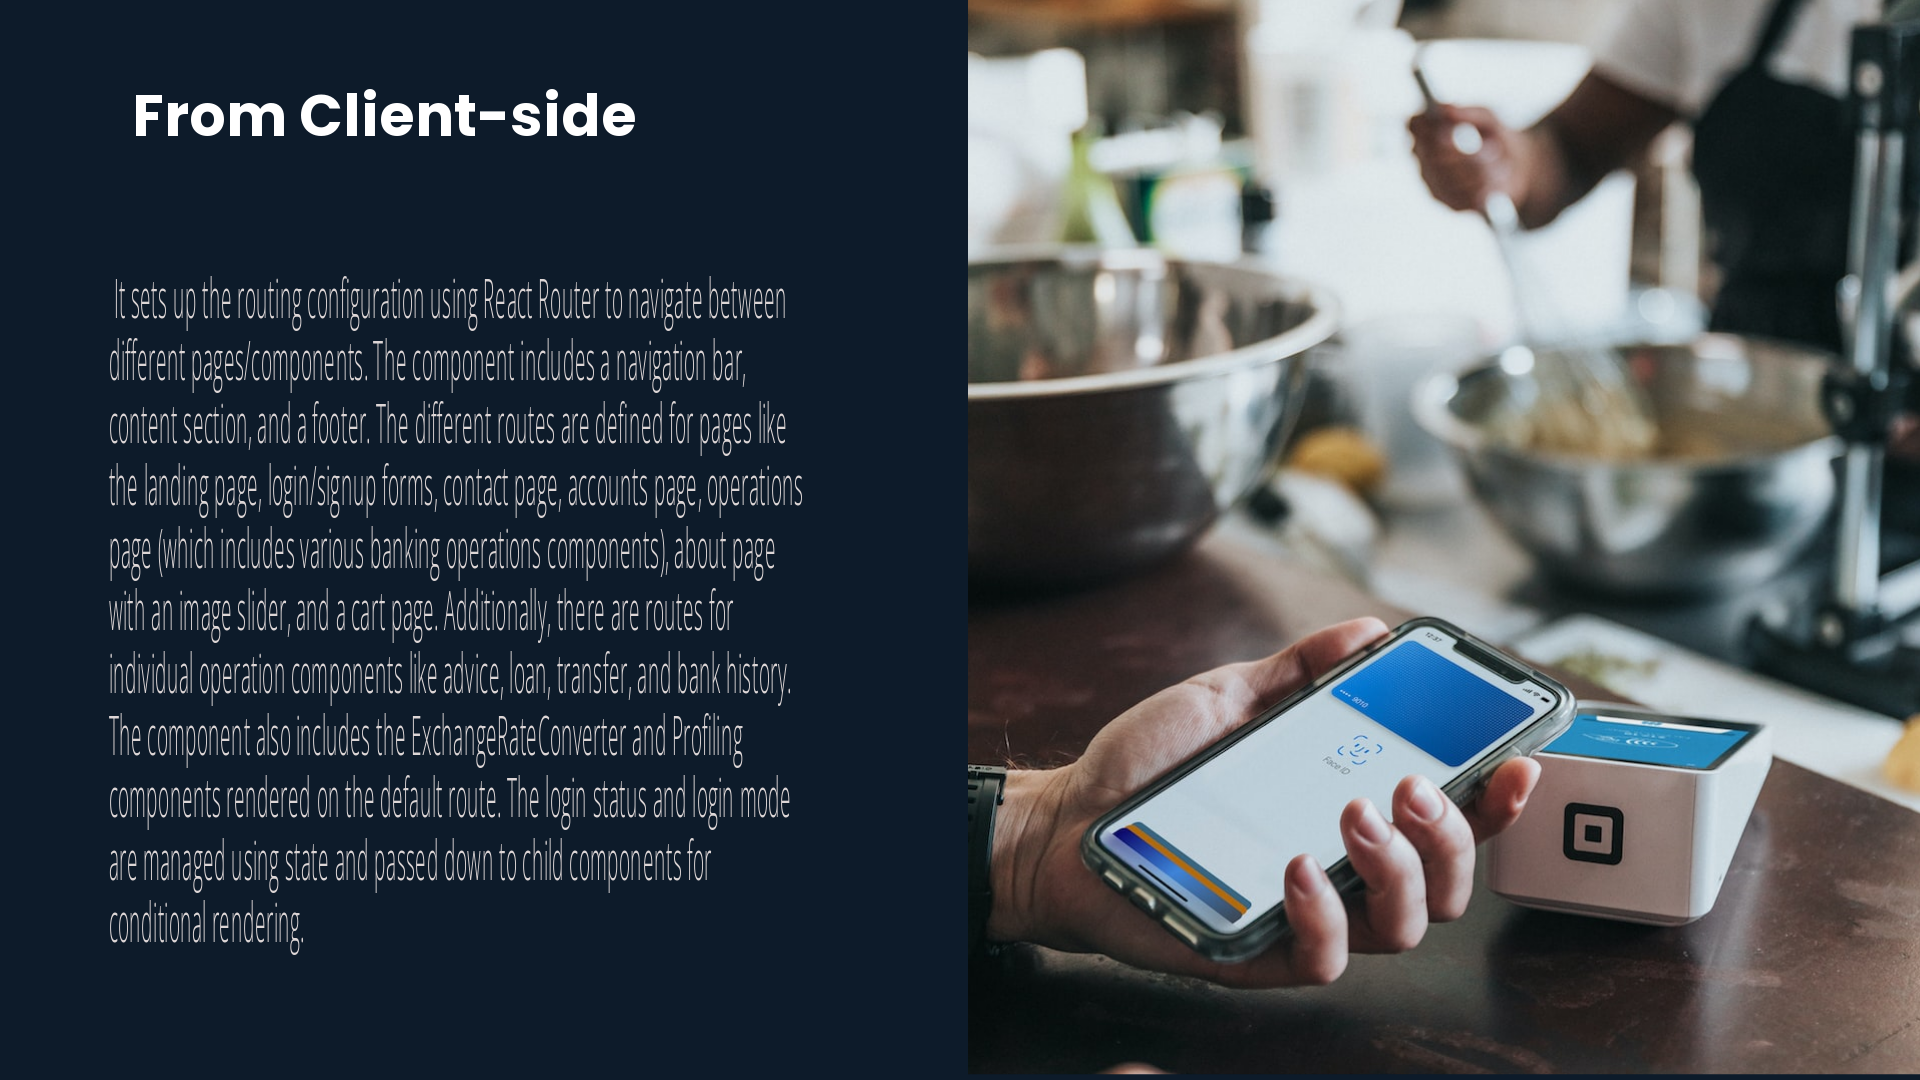 From Client-side
It sets up the routing configuration using React Router to navigate between
different pages/components. The component includes a navigation bar,
content section, and a footer. The different routes are defined for pages like
the landing page, login/signup forms, contact page, accounts page, operations
page (which includes various banking operations components), about page
with an image slider, and a cart page. Additionally, there are routes for
individual operation components like advice, loan, transfer, and bank history.
The component also includes the ExchangeRateConverter and Profiling
components rendered on the default route. The login status and login mode
are managed using state and passed down to child components for
conditional rendering.
12:37
•••• 9010
Face ID